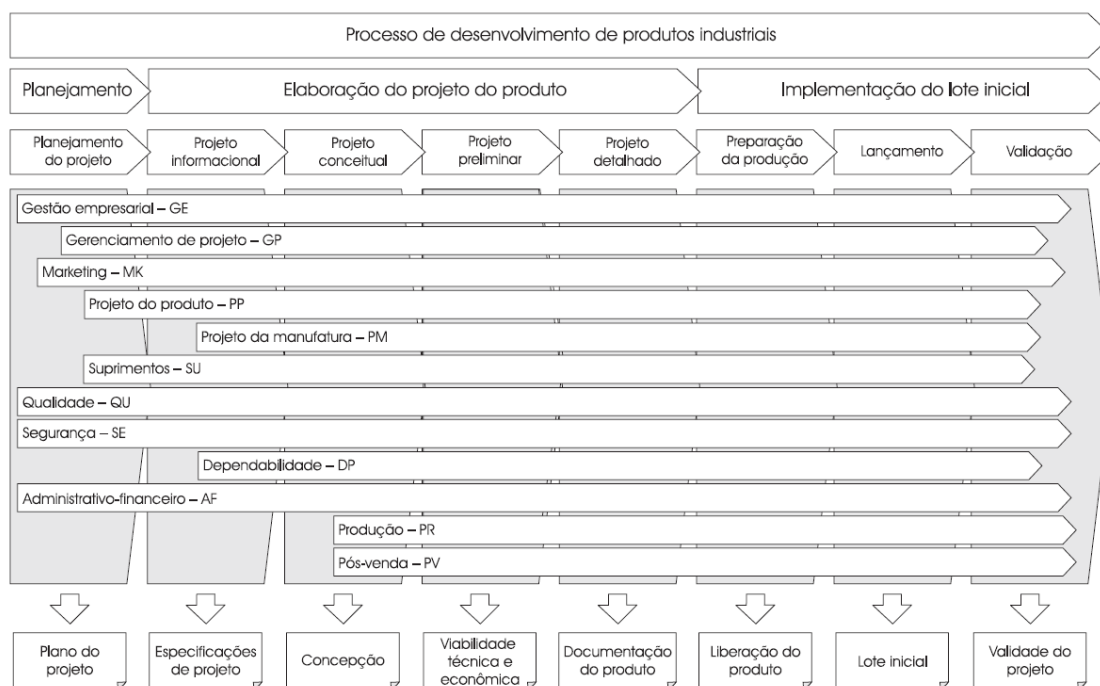 Processo de desenvolvimento de produtos industriais
Planejamento
Elaboração do projeto do produto
Implementação do lote inicial
Planejamento
do projeto
Projeto
informacional
Projeto
conceitual
Projeto
preliminar
Projeto
detalhado
Preparação
da produção
Lançamento
Validação
Gestão empresarial – GE
Gerenciamento de projeto – GP
Marketing – MK
Projeto do produto – PP
Projeto da manufatura – PM
Suprimentos – SU
Qualidade – QU
Segurança – SE
Dependabilidade – DP
Administrativo-financeiro – AF
Produção – PR
Pós-venda – PV
Plano do
projeto
Especificações
de projeto
Concepção
Viabilidade
técnica e
econômica
Documentação
do produto
Liberação do
produto
Lote inicial
Validade do
projeto